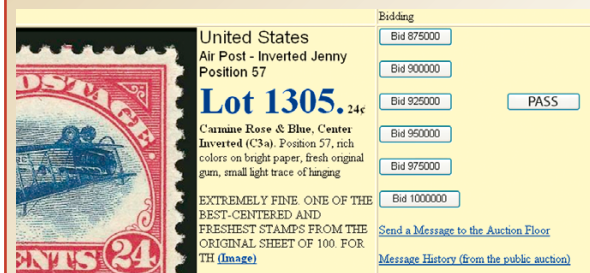 POSTAGE
ENTS 24
United States
Air Post - Inverted Jenny
Position 57
Lot 1305. 24¢
Carmine Rose & Blue, Center
Inverted (C3a). Position 57, rich
colors on bright paper, fresh original
gum, small light trace of hinging
EXTREMELY FINE. ONE OF THE
BEST-CENTERED AND
FRESHEST STAMPS FROM THE
ORIGINAL SHEET OF 100. FOR
TH (Image)
Bidding
Bid 875000
Bid 900000
Bid 925000
PASS
Bid 950000
Bid 975000
Bid 1000000
Send a Message to the Auction Floor
Message History (from the public auction)